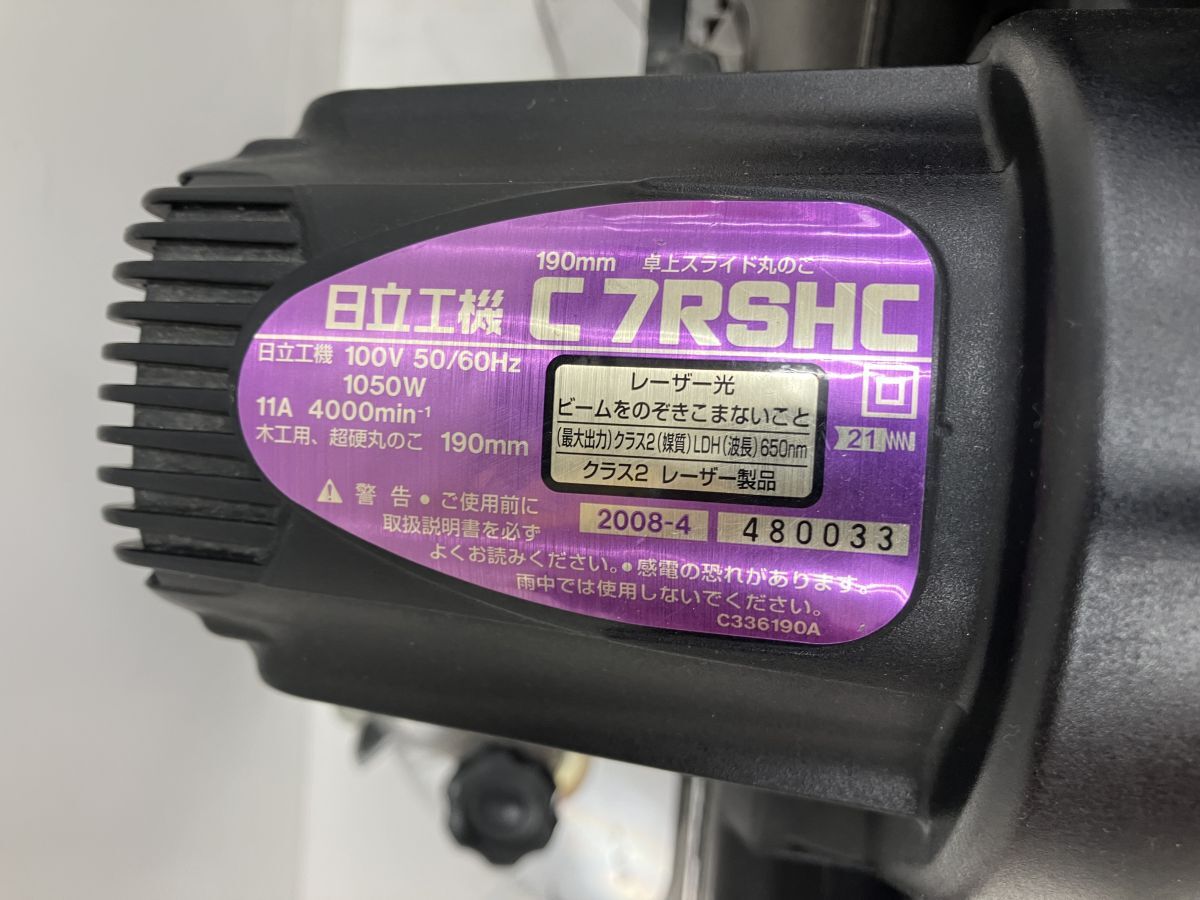 190mm 卓上スライド丸のこ
日立工機 C 7RSHC
日立工機 100V 50/60Hz
1050W
11A 4000min-1
木工用、超硬丸のこ 190mm
レーザー光
ビームをのぞきこまないこと
(最大出力)クラス2(媒質)LDH(波長)650nm
クラス2 レーザー製品
21
⚠ 警告 ● ご使用前に
取扱説明書を必ず
よくお読みください。● 感電の恐れがあります。
雨中では使用しないでください。
2008-4 480033
C336190A